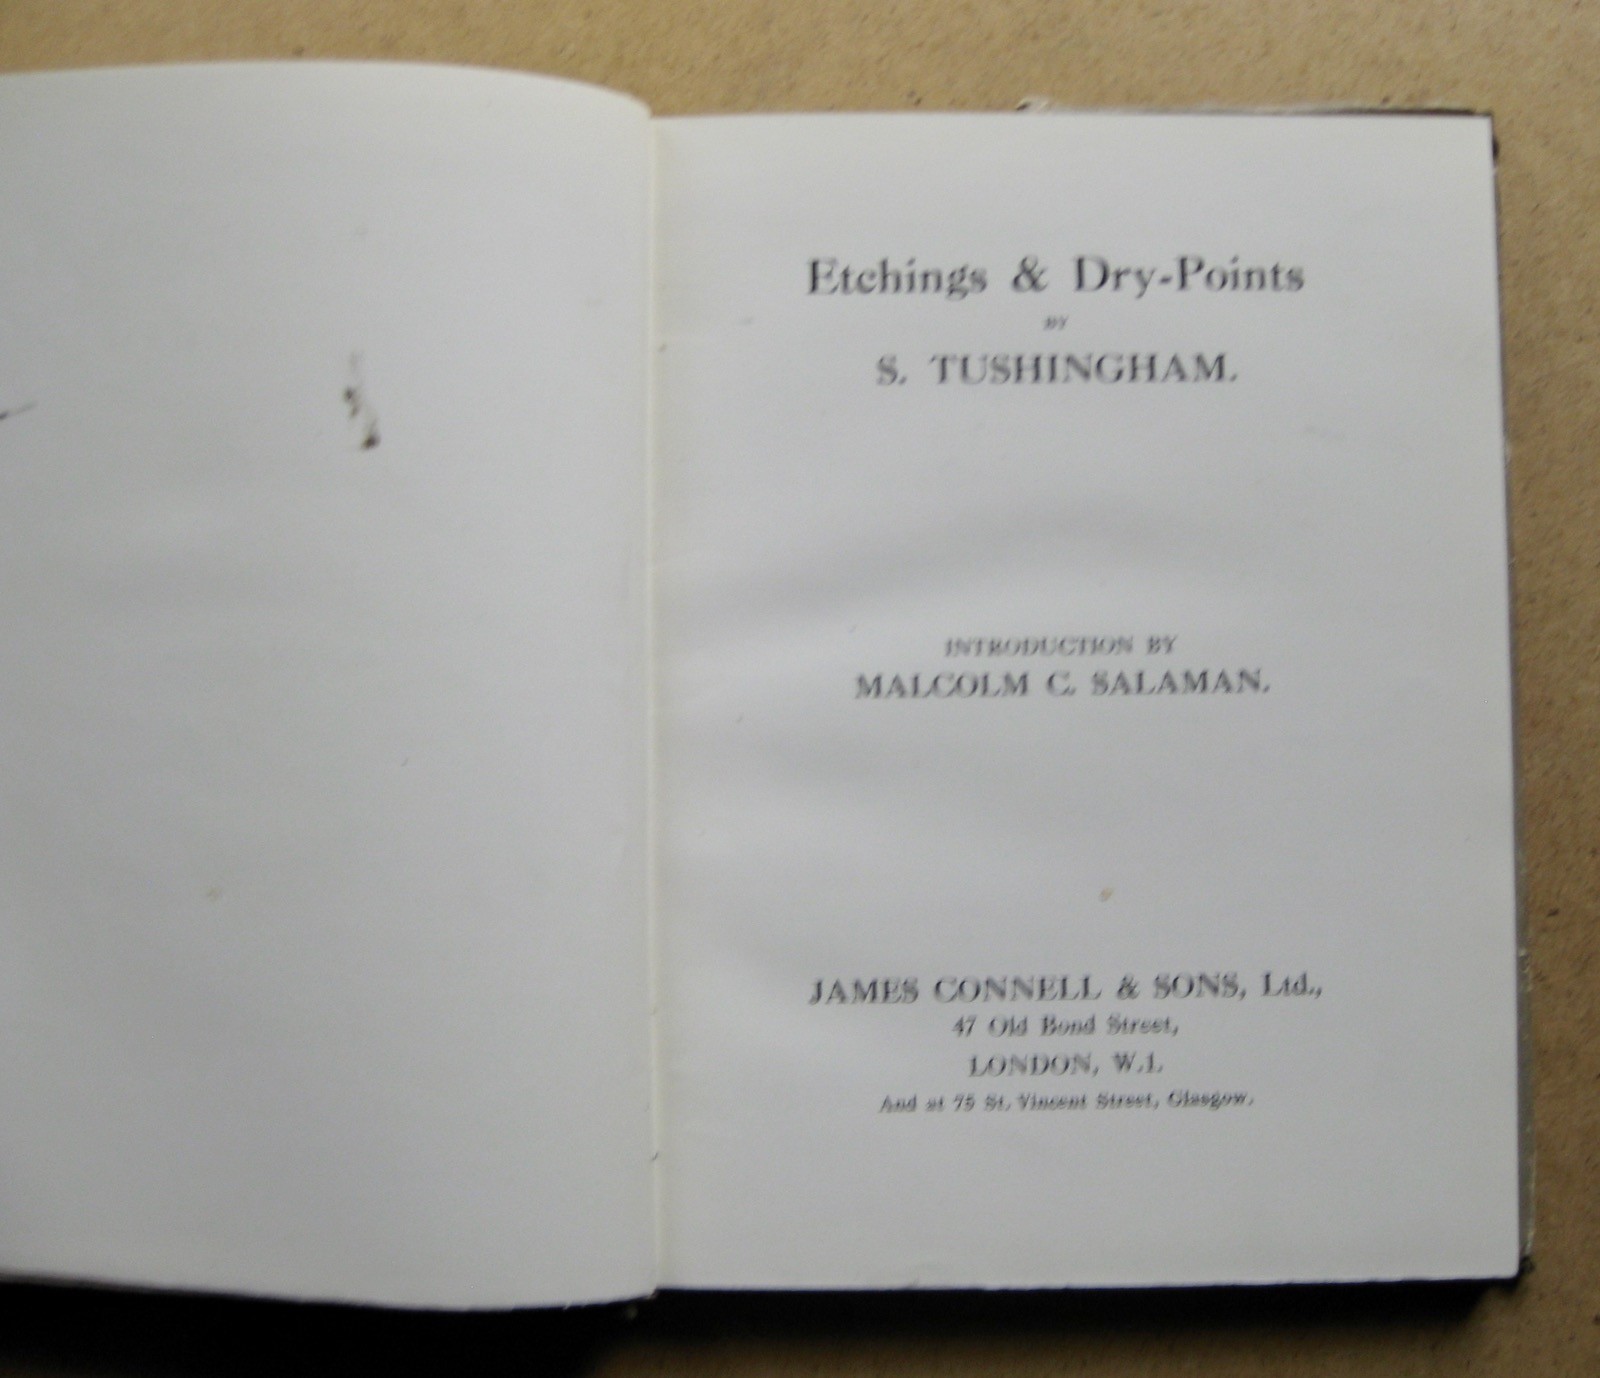 Etchings & Dry-Points
BY
S. TUSHINGHAM.
INTRODUCTION BY
MALCOLM C. SALAMAN.
JAMES CONNELL & SONS, Ltd.,
47 Old Bond Street,
LONDON, W.1.
And at 75 St. Vincent Street, Glasgow.